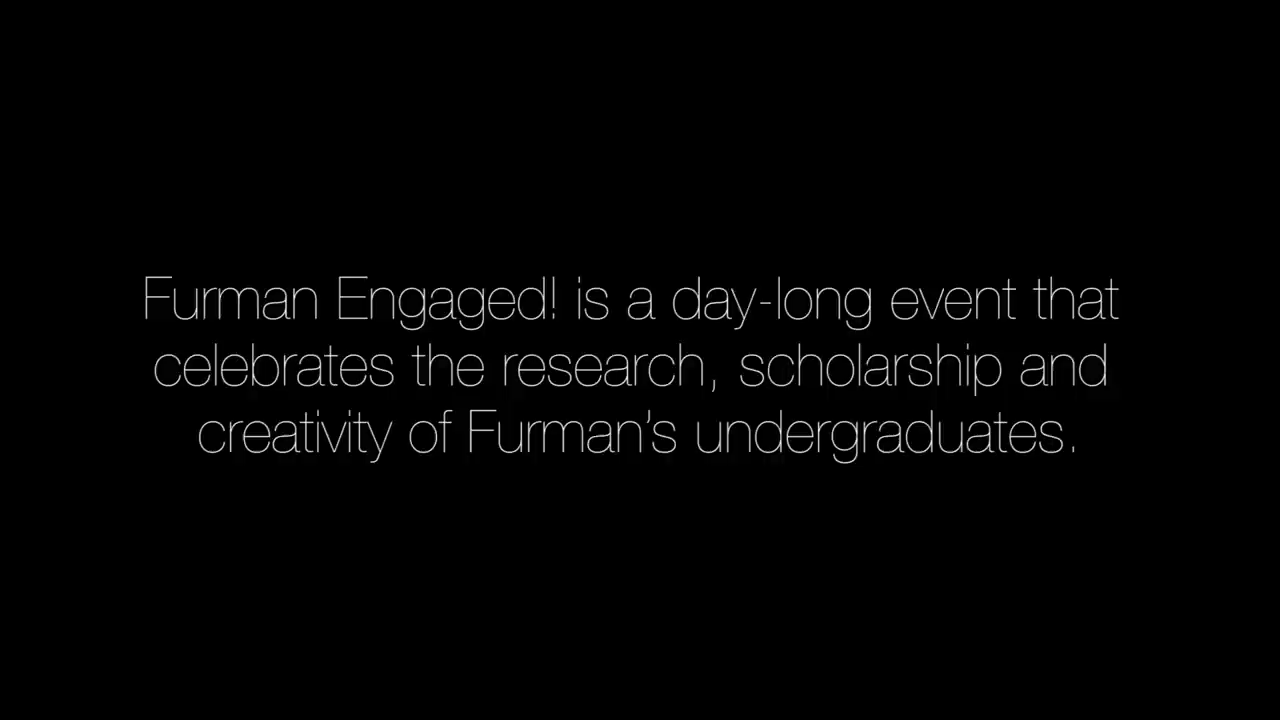 Furman Engaged! is a day-long event that
celebrates the research, scholarship and
creativity of Furman’s undergraduates.